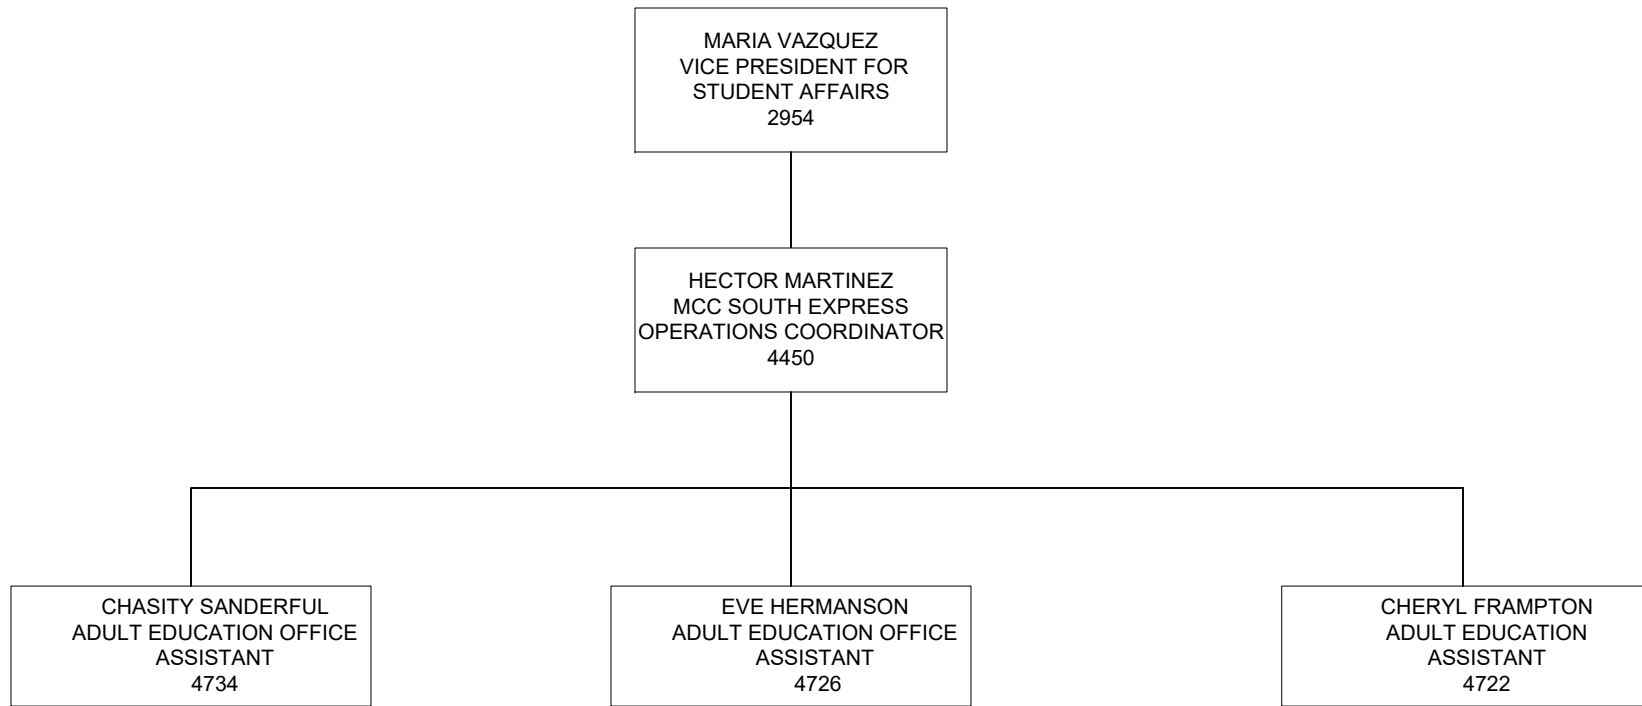 MARIA VAZQUEZ
VICE PRESIDENT FOR
STUDENT AFFAIRS
2954
HECTOR MARTINEZ
MCC SOUTH EXPRESS
OPERATIONS COORDINATOR
4450
CHASITY SANDERFUL
ADULT EDUCATION OFFICE
ASSISTANT
4734
EVE HERMANSON
ADULT EDUCATION OFFICE
ASSISTANT
4726
CHERYL FRAMPTON
ADULT EDUCATION
ASSISTANT
4722